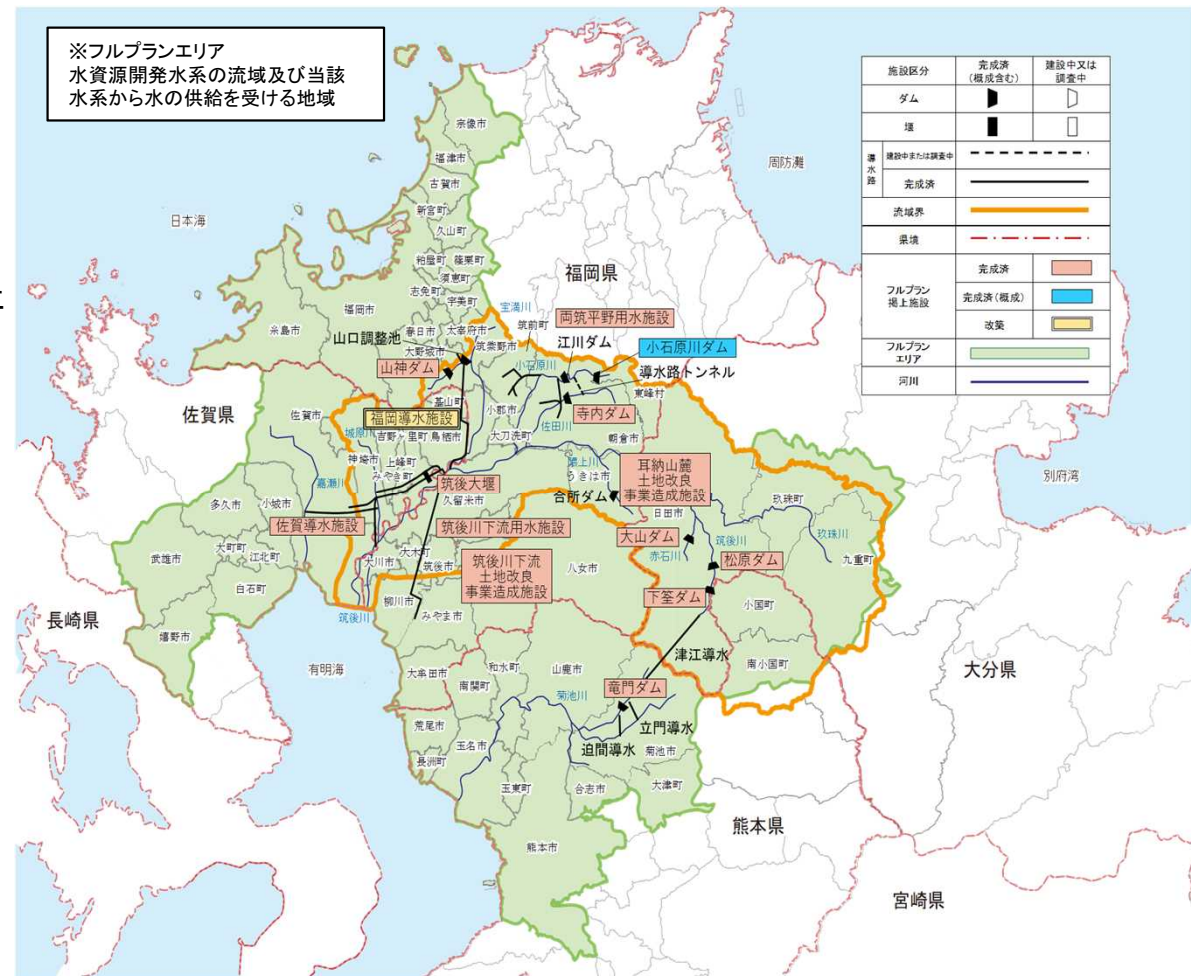 ※フルプランエリア
水資源開発水系の流域及び当該
水系から水の供給を受ける地域
施設区分
完成済
(概成含む)
建設中又は
調査中
ダム
堰
導水路
建設中または調査中
完成済
流域界
県境
フルプラン
掲上施設
完成済
完成済(概成)
改築
フルプラン
エリア
河川
日本海
周防灘
別府湾
有明海
福岡県
佐賀県
長崎県
大分県
熊本県
宮崎県
宗像市
福津市
古賀市
新宮町
久山町
粕屋町
篠栗町
須恵町
志免町
宇美町
福岡市
糸島市
春日市
太宰府市
大野城市
筑紫野市
筑前町
宝満川
両筑平野用水施設
山口調整池
江川ダム
小石原川ダム
小石原川
山神ダム
導水路トンネル
東峰村
基山町
小郡市
寺内ダム
佐田川
福岡導水施設
佐賀市
城原川
吉野ヶ里町
鳥栖市
大刀洗町
朝倉市
神埼市
上峰町
みやき町
隈上川
うきは市
耳納山麓
土地改良
事業造成施設
玖珠町
嘉瀬川
筑後大堰
久留米市
合所ダム
日田市
多久市
小城市
佐賀導水施設
筑後川下流用水施設
大山ダム
赤石川
筑後川
玖珠川
九重町
武雄市
大町町
江北町
大川市
大木町
筑後市
筑後川下流
土地改良
事業造成施設
八女市
松原ダム
白石町
柳川市
下筌ダム
小国町
筑後川
みやま市
嬉野市
津江導水
南小国町
大牟田市
南関町
和水町
山鹿市
菊池川
竜門ダム
荒尾市
玉名市
立門導水
長洲町
迫間導水
菊池市
玉東町
合志市
大津町
熊本市